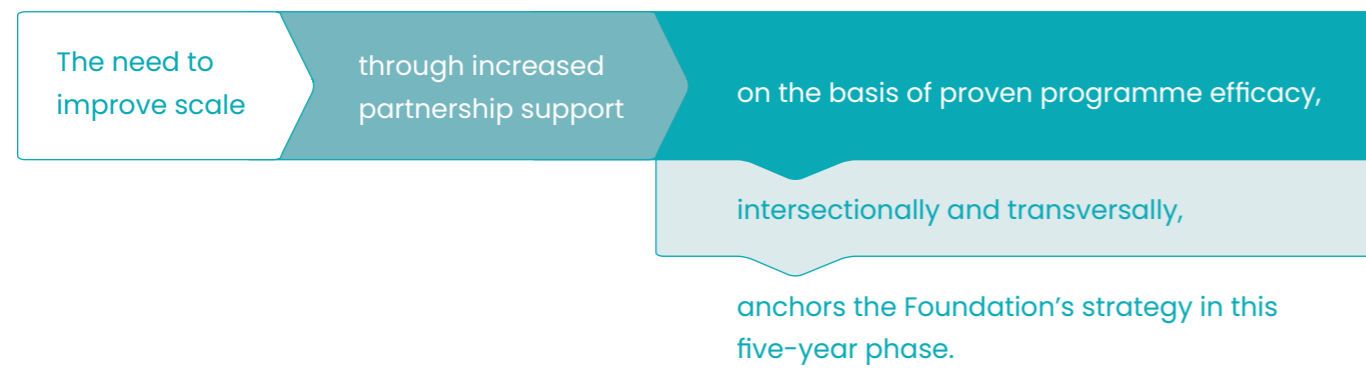 The need to
improve scale
through increased
partnership support
on the basis of proven programme efficacy,
intersectionally and transversally,
anchors the Foundation’s strategy in this
five-year phase.